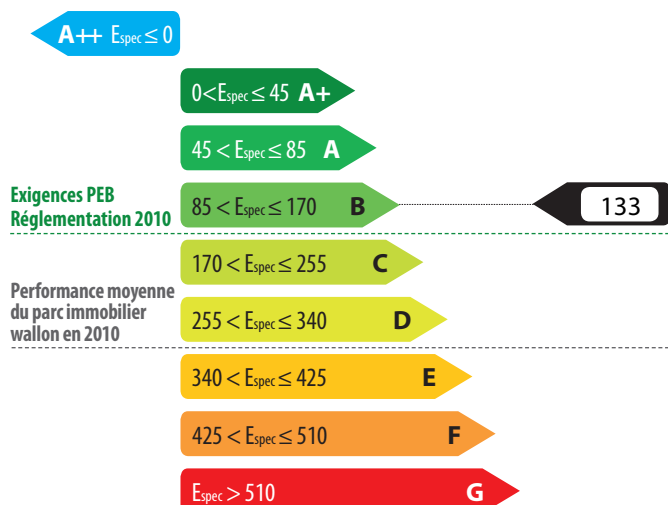 A++ Espec ≤ 0
0<Espec ≤ 45 A+
45 < Espec ≤ 85 A
Exigences PEB
Réglementation 2010
85 < Espec ≤ 170 B
133
170 < Espec ≤ 255 C
Performance moyenne
du parc immobilier
wallon en 2010
255 < Espec ≤ 340 D
340 < Espec ≤ 425 E
425 < Espec ≤ 510 F
Espec > 510 G